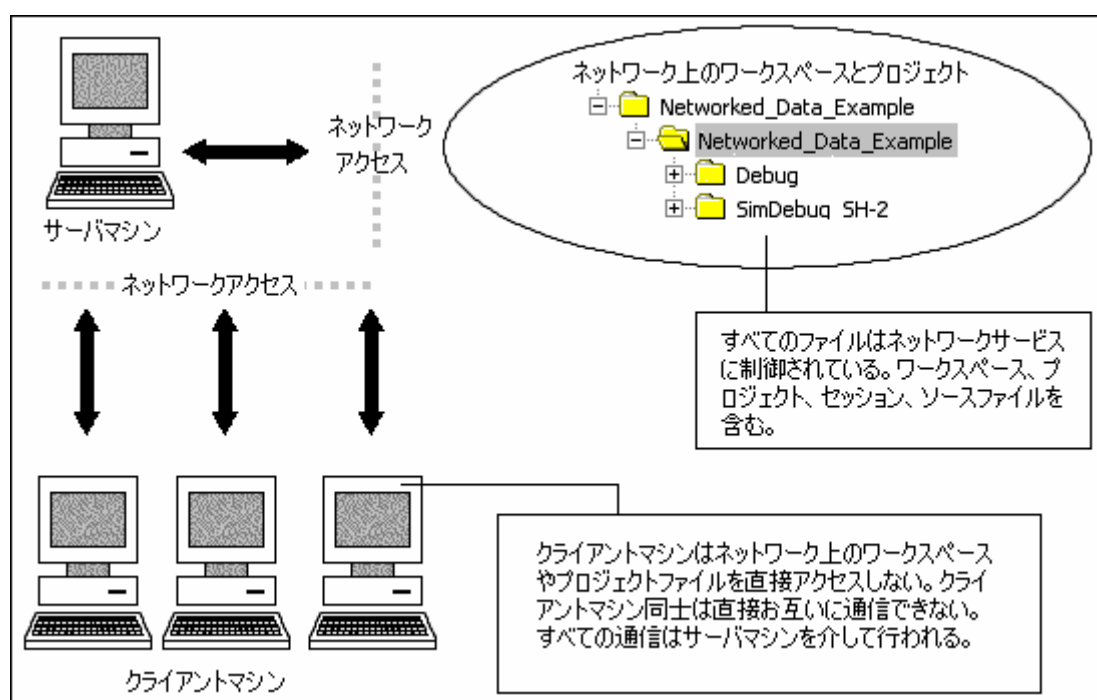 ネットワーク上のワークスペースとプロジェクト
Networked_Data_Example
Networked_Data_Example
Debug
SimDebug SH-2
ネットワーク
アクセス
サーバマシン
ネットワークアクセス
すべてのファイルはネットワークサービス
に制御されている。ワークスペース、プ
ロジェクト、セッション、ソースファイルを
含む。
クライアントマシンはネットワーク上のワークスペース
やプロジェクトファイルを直接アクセスしない。クライ
アントマシン同士は直接お互いに通信できない。
すべての通信はサーバマシンを介して行われる。
クライアントマシン